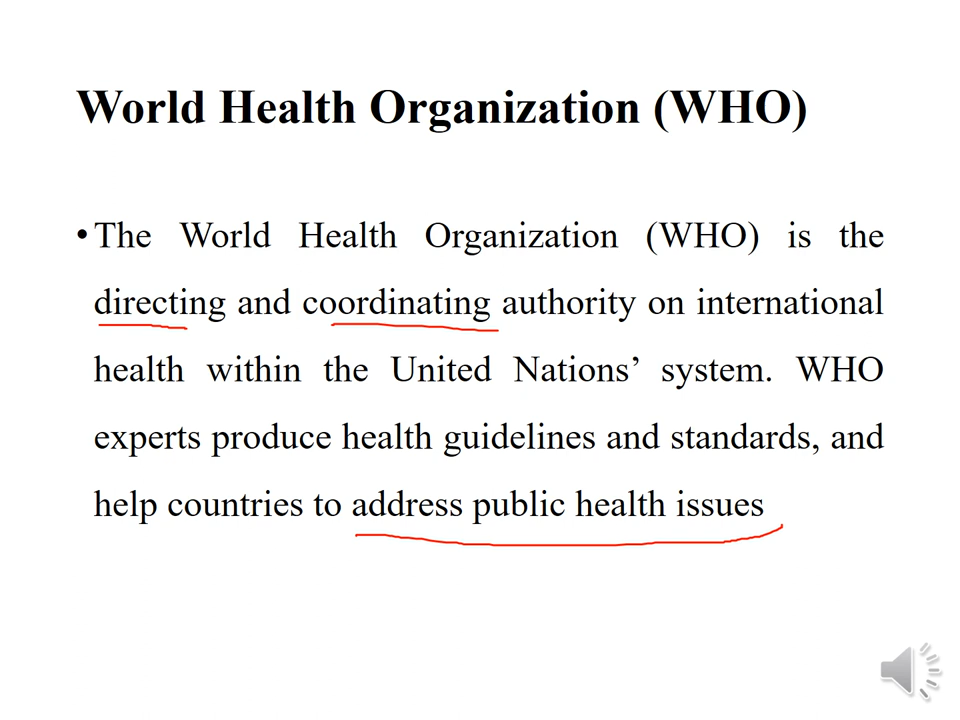 World Health Organization (WHO)
• The World Health Organization (WHO) is the
directing and coordinating authority on international
health within the United Nations’ system. WHO
experts produce health guidelines and standards, and
help countries to address public health issues